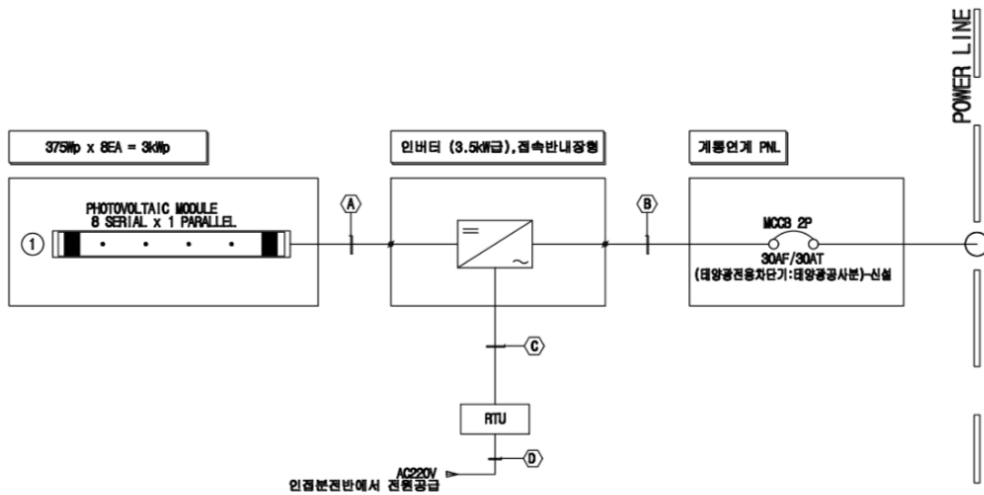 POWER LINE
375Wp x 8EA = 3kWp
인버터 (3.5kW급),접속반내장형
계통연계 PNL
A
B
PHOTOVOLTAIC MODULE
8 SERIAL x 1 PARALLEL
1
MCCB 2P
30AF/30AT
(태양광전용차단기:태양광공사분)-신설
C
RTU
D
AC220V
인접분전반에서 전원공급